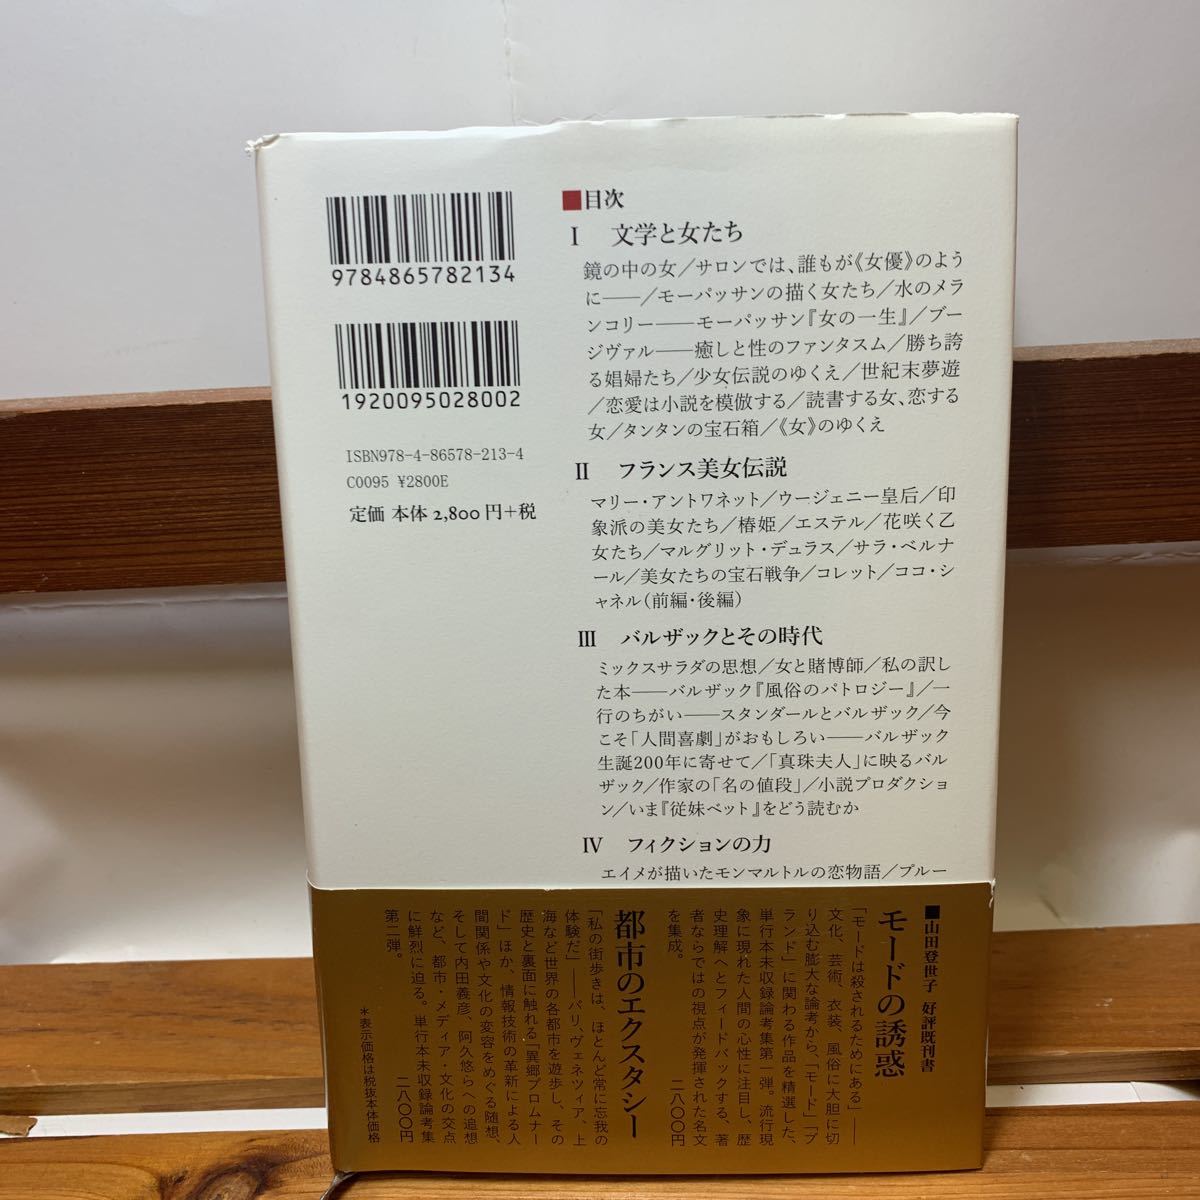 9784865782134
1920095028002
ISBN978-4-86578-213-4
C0095 ¥2800E
定価 本体 2,800円+税
■目次
Ⅰ 文学と女たち
鏡の中の女／サロンでは、誰もが《女優》のよう
に――／モーパッサンの描く女たち／水のメラ
ンコリー――モーパッサン『女の一生』／ブー
ジヴァル――癒しと性のファンタスム／勝ち誇
る娼婦たち／少女伝説のゆくえ／世紀末夢遊
／恋愛は小説を模倣する／読書する女、恋する
女／タンタンの宝石箱／《女》のゆくえ
Ⅱ フランス美女伝説
マリー・アントワネット／ウージェニー皇后／印
象派の美女たち／椿姫／エステル／花咲く乙
女たち／マルグリット・デュラス／サラ・ベルナ
ール／美女たちの宝石戦争／コレット／ココ・シ
ャネル（前編・後編）
Ⅲ バルザックとその時代
ミックスサラダの思想／女と賭博師／私の訳し
た本――バルザック『風俗のパトロジー』／一
行のちがい――スタンダールとバルザック／今
こそ「人間喜劇」がおもしろい――バルザック
生誕200年に寄せて／「真珠夫人」に映るバル
ザック／作家の「名の値段」／小説プロダクショ
ン／いま『従妹ベット』をどう読むか
Ⅳ フィクションの力
エイメが描いたモンマルトルの恋物語／プルー
■山田登世子 好評既刊書
モードの誘惑
「モードは殺されるためにある」――
文化、芸術、衣装、風俗に大胆に切
り込む膨大な論考から、「モード」「ブ
ランド」に関わる作品を精選した、
単行本未収録論考集第一弾。流行現
象に現れた人間の心性に注目し、歴
史理解へとフィードバックする、著
者ならではの視点が発揮された名文
を集成。
二八〇〇円
都市のエクスタシー
「私の街歩きは、ほとんど常に忘我の
体験だ」――パリ、ヴェネツィア、上
海など世界の各都市を遊歩し、その
歴史と裏面に触れる「異郷プロムナー
ド」ほか、情報技術の革新による人
間関係や文化の変容をめぐる随想、
そして内田義彦、阿久悠らへの追想
など、都市・メディア・文化の交点
に鮮烈に迫る。単行本未収録論考集
第二弾。
二八〇〇円
＊表示価格は税抜本体価格